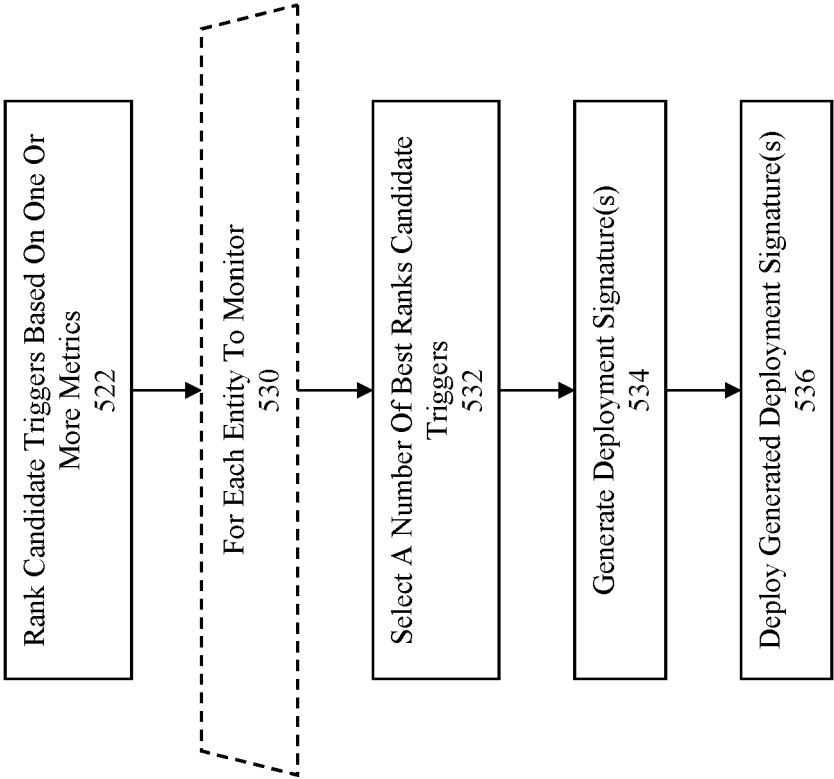 Rank Candidate Triggers Based On One Or
More Metrics
522
For Each Entity To Monitor
530
Select A Number Of Best Ranks Candidate
Triggers
532
Generate Deployment Signature(s)
534
Deploy Generated Deployment Signature(s)
536